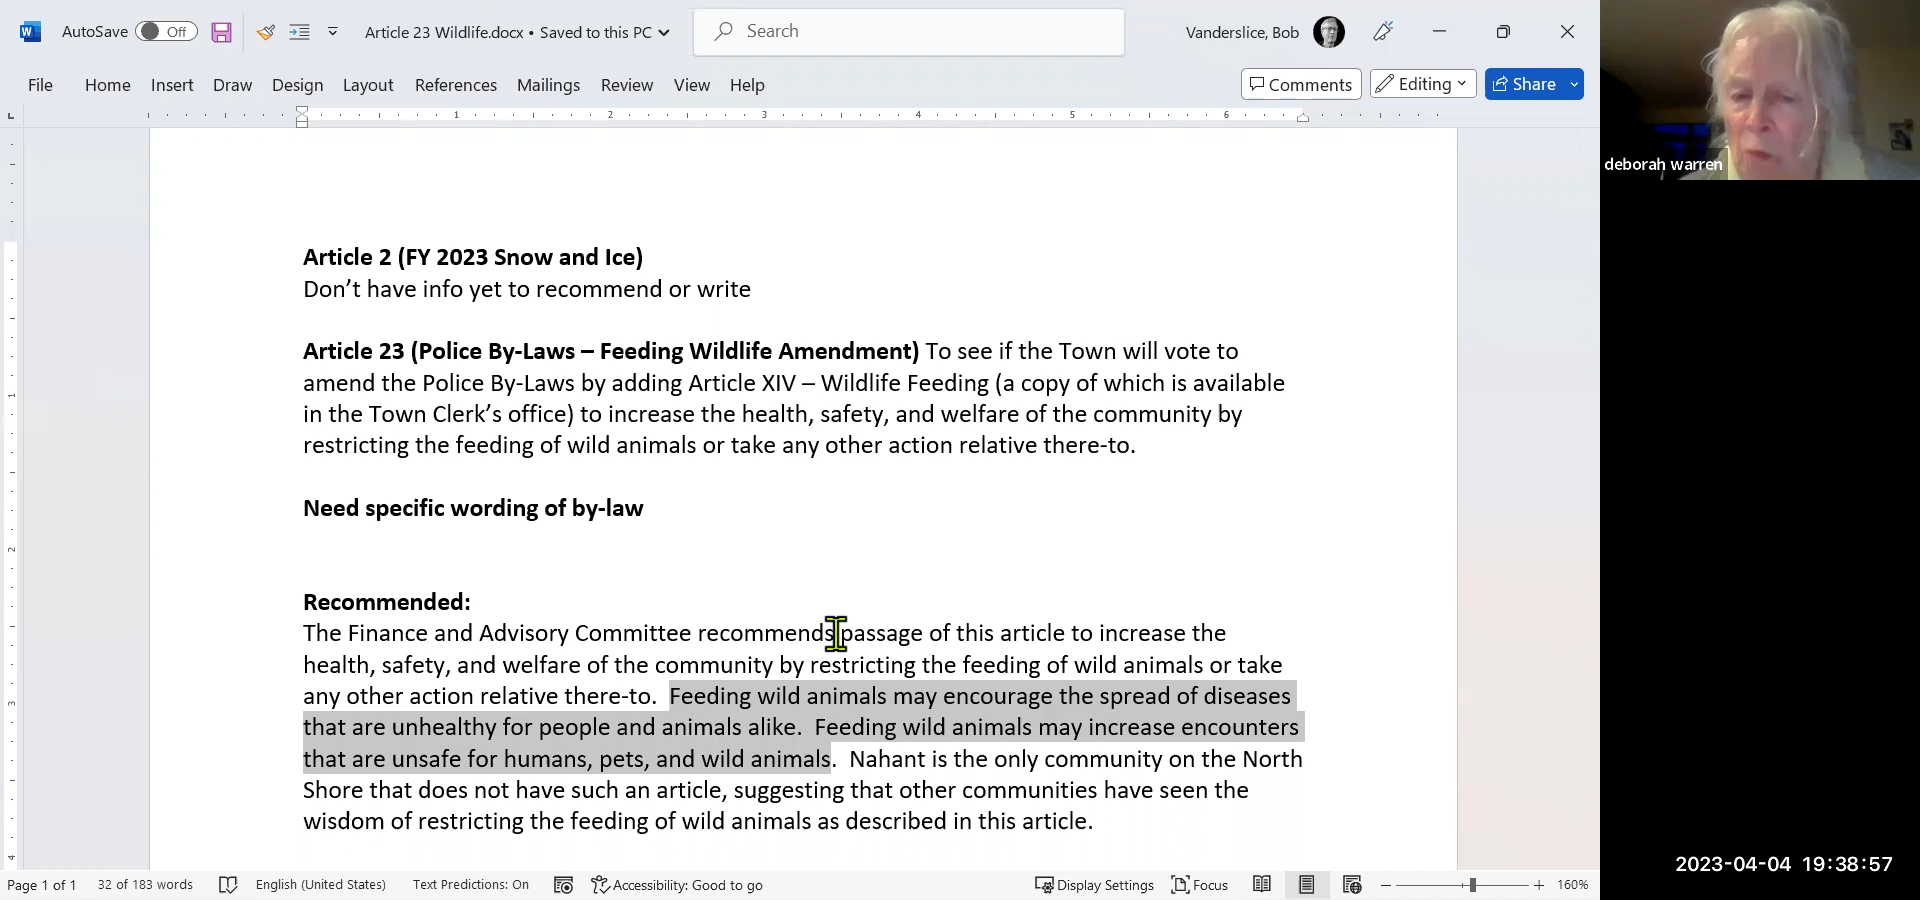 AutoSave Off Article 23 Wildlife.docx • Saved to this PC Search Vanderslice, Bob
File Home Insert Draw Design Layout References Mailings Review View Help Comments Editing Share
1 2 3 4 5 6
deborah warren
Article 2 (FY 2023 Snow and Ice)
Don’t have info yet to recommend or write
Article 23 (Police By-Laws – Feeding Wildlife Amendment) To see if the Town will vote to
amend the Police By-Laws by adding Article XIV – Wildlife Feeding (a copy of which is available
in the Town Clerk’s office) to increase the health, safety, and welfare of the community by
restricting the feeding of wild animals or take any other action relative there-to.
Need specific wording of by-law
Recommended:
The Finance and Advisory Committee recommends passage of this article to increase the
health, safety, and welfare of the community by restricting the feeding of wild animals or take
any other action relative there-to.  Feeding wild animals may encourage the spread of diseases
that are unhealthy for people and animals alike.  Feeding wild animals may increase encounters
that are unsafe for humans, pets, and wild animals.  Nahant is the only community on the North
Shore that does not have such an article, suggesting that other communities have seen the
wisdom of restricting the feeding of wild animals as described in this article.
1
2
3
4
2023-04-04 19:38:57
Page 1 of 1 32 of 183 words English (United States) Text Predictions: On Accessibility: Good to go Display Settings Focus 160%